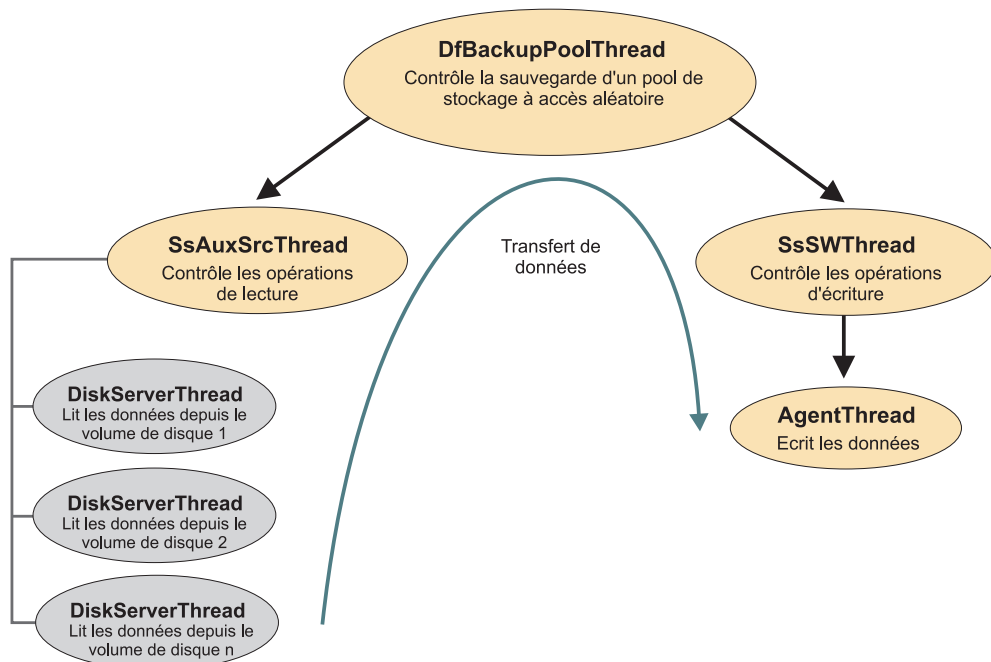 DfBackupPoolThread
Contrôle la sauvegarde d'un pool de
stockage à accès aléatoire
SsAuxSrcThread
Contrôle les opérations
de lecture
Transfert de
données
SsSWThread
Contrôle les opérations
d'écriture
DiskServerThread
Lit les données depuis le
volume de disque 1
AgentThread
Ecrit les données
DiskServerThread
Lit les données depuis le
volume de disque 2
DiskServerThread
Lit les données depuis le
volume de disque n